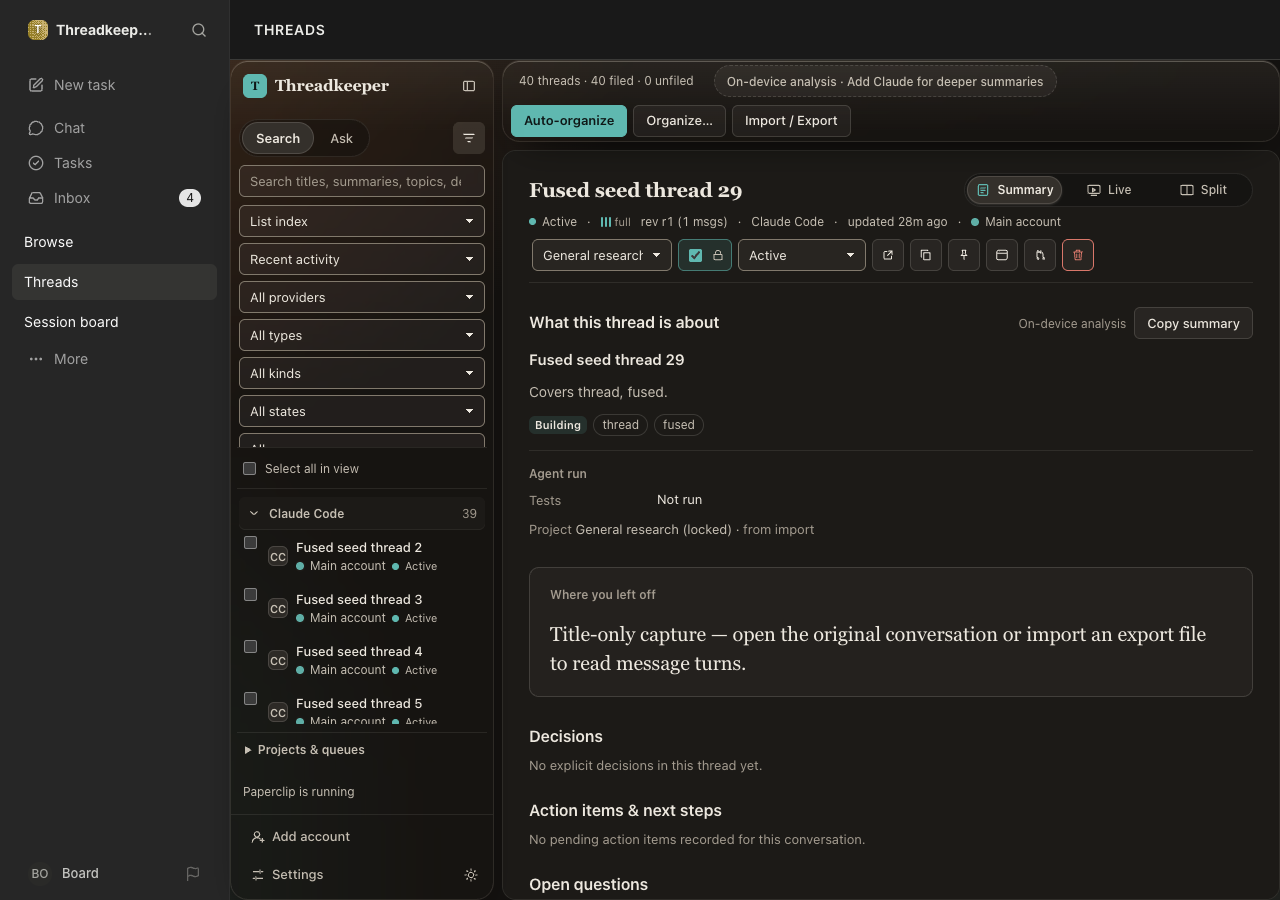 T Threadkeep...
New task
Chat
Tasks
Inbox 4
Browse
Threads
Session board
More
BO Board
THREADS
T Threadkeeper
Search Ask
Search titles, summaries, topics, de
List index
Recent activity
All providers
All types
All kinds
All states
Select all in view
Claude Code 39
CC Fused seed thread 2
Main account Active
CC Fused seed thread 3
Main account Active
CC Fused seed thread 4
Main account Active
CC Fused seed thread 5
Main account Active
Projects & queues
Paperclip is running
Add account
Settings
40 threads · 40 filed · 0 unfiled On-device analysis · Add Claude for deeper summaries
Auto-organize Organize... Import / Export
Fused seed thread 29 Summary Live Split
Active · full rev r1 (1 msgs) · Claude Code · updated 28m ago · Main account
General research Active
What this thread is about On-device analysis Copy summary
Fused seed thread 29
Covers thread, fused.
Building thread fused
Agent run
Tests Not run
Project General research (locked) · from import
Where you left off
Title-only capture — open the original conversation or import an export file
to read message turns.
Decisions
No explicit decisions in this thread yet.
Action items & next steps
No pending action items recorded for this conversation.
Open questions